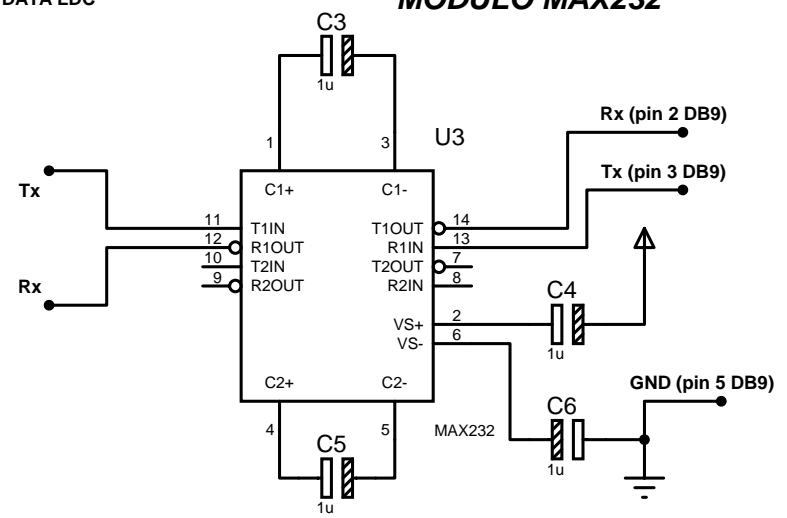 DATA LDC
MODULO MAX232
C3
1u
1
3
U3
Rx (pin 2 DB9)
Tx (pin 3 DB9)
Tx
Rx
C1+
C1-
11
T1IN
T1OUT
14
12
R1OUT
R1IN
13
10
T2IN
T2OUT
7
9
R2OUT
R2IN
8
VS+
2
VS-
6
C4
1u
C2+
C2-
GND (pin 5 DB9)
4
5
MAX232
C6
1u
C5
1u